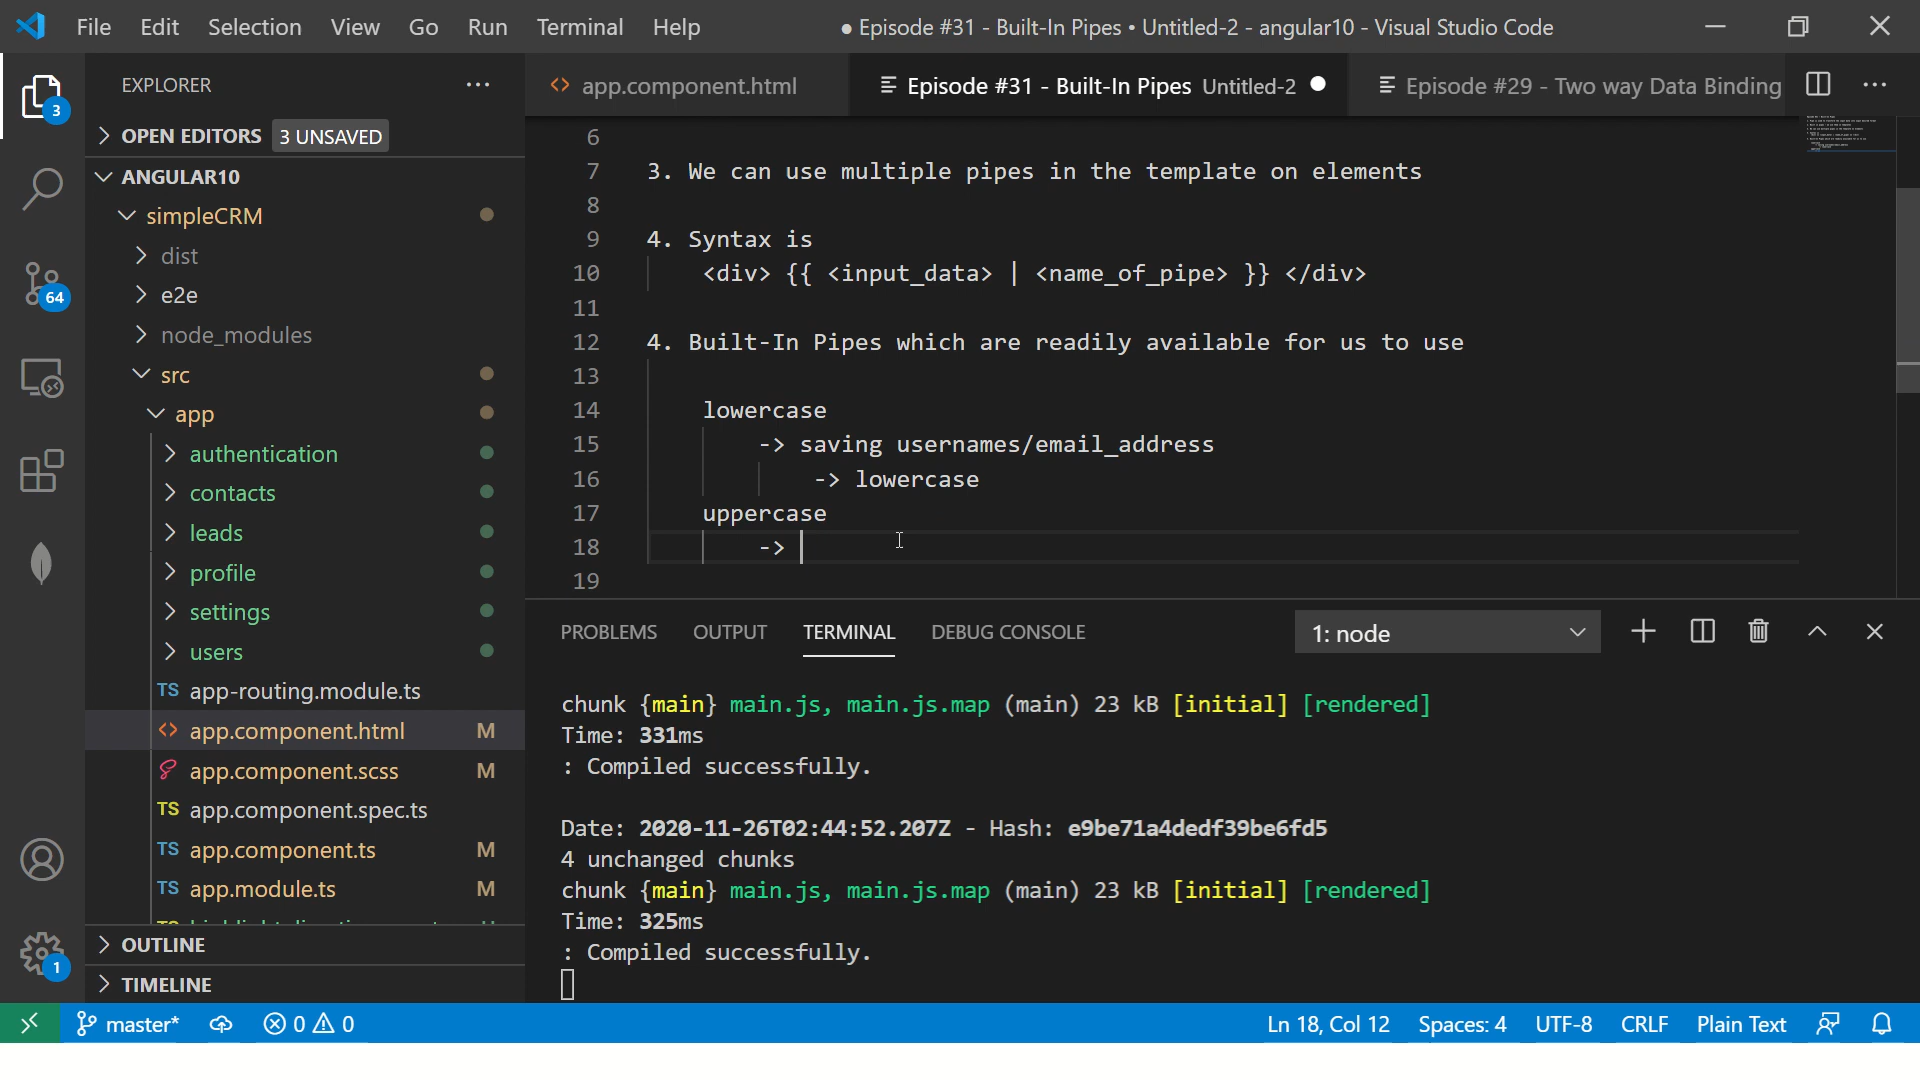 File Edit Selection View Go Run Terminal Help ● Episode #31 - Built-In Pipes • Untitled-2 - angular10 - Visual Studio Code
EXPLORER
app.component.html
Episode #31 - Built-In Pipes Untitled-2
Episode #29 - Two way Data Binding
3
OPEN EDITORS 3 UNSAVED
ANGULAR10
simpleCRM
dist
e2e
64
node_modules
src
app
authentication
contacts
leads
profile
settings
users
TS app-routing.module.ts
<> app.component.html M
app.component.scss M
TS app.component.spec.ts
TS app.component.ts M
TS app.module.ts M
OUTLINE
1
TIMELINE
6
7 3. We can use multiple pipes in the template on elements
8
9 4. Syntax is
10 <div> {{ <input_data> | <name_of_pipe> }} </div>
11
12 4. Built-In Pipes which are readily available for us to use
13
14 lowercase
15 -> saving usernames/email_address
16 -> lowercase
17 uppercase
18 ->
19
PROBLEMS OUTPUT TERMINAL DEBUG CONSOLE 1: node
chunk {main} main.js, main.js.map (main) 23 kB [initial] [rendered]
Time: 331ms
: Compiled successfully.
Date: 2020-11-26T02:44:52.207Z - Hash: e9be71a4dedf39be6fd5
4 unchanged chunks
chunk {main} main.js, main.js.map (main) 23 kB [initial] [rendered]
Time: 325ms
: Compiled successfully.
master* 0 0 Ln 18, Col 12 Spaces: 4 UTF-8 CRLF Plain Text